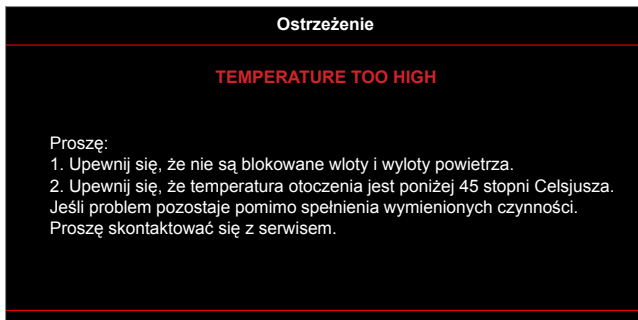 Ostrzeżenie
TEMPERATURE TOO HIGH
Proszę:
1. Upewnij się, że nie są blokowane wloty i wyloty powietrza.
2. Upewnij się, że temperatura otoczenia jest poniżej 45 stopni Celsjusza.
Jeśli problem pozostaje pomimo spełnienia wymienionych czynności.
Proszę skontaktować się z serwisem.